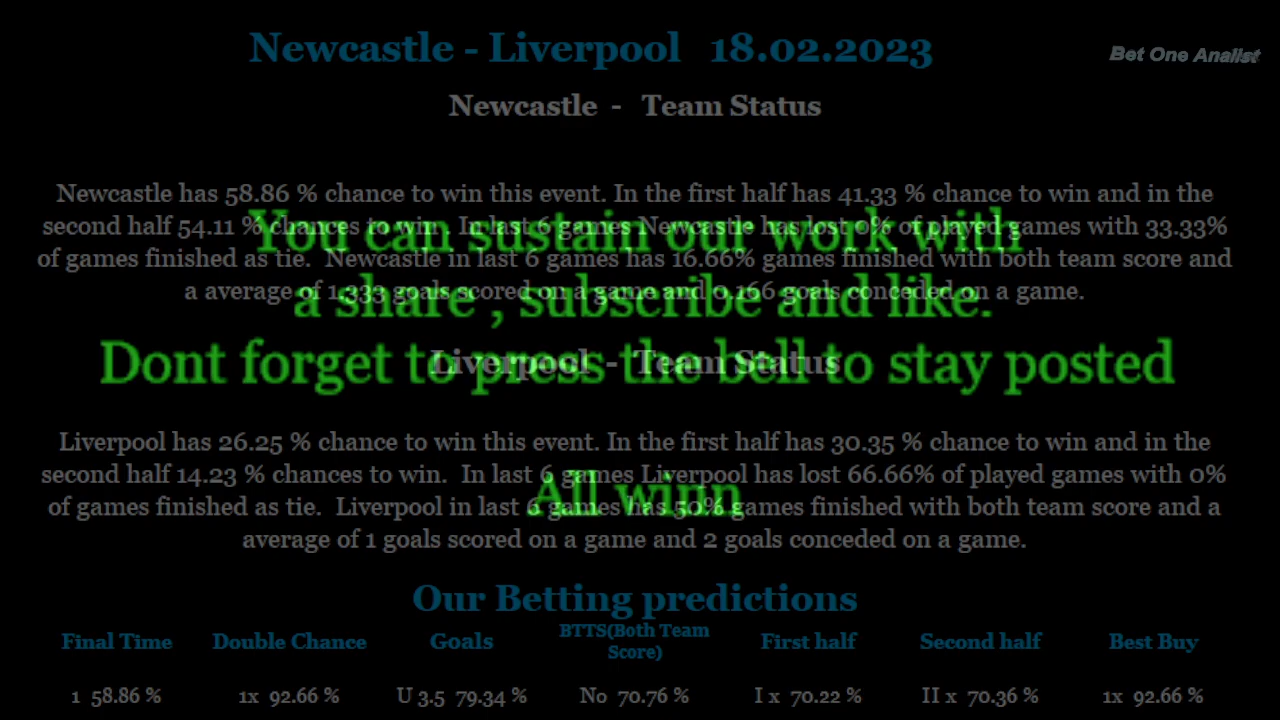 Newcastle - Liverpool 18.02.2023
Bet One Analist
Newcastle - Team Status
Newcastle has 58.86 % chance to win this event. In the first half has 41.33 % chance to win and in the
second half 54.11 % chances to win. In last 6 games Newcastle has lost 0% of played games with 33.33%
of games finished as tie. Newcastle in last 6 games has 16.66% games finished with both team score and
a average of 1.333 goals scored on a game and 0.166 goals conceded on a game.
You can sustain our work with
a share , subscribe and like.
Dont forget to press the bell to stay posted
All winn
Liverpool - Team Status
Liverpool has 26.25 % chance to win this event. In the first half has 30.35 % chance to win and in the
second half 14.23 % chances to win. In last 6 games Liverpool has lost 66.66% of played games with 0%
of games finished as tie. Liverpool in last 6 games has 50% games finished with both team score and a
average of 1 goals scored on a game and 2 goals conceded on a game.
Our Betting predictions
Final Time Double Chance Goals BTTS(Both Team
Score) First half Second half Best Buy
1 58.86 % 1x 92.66 % U 3.5 79.34 % No 70.76 % I x 70.22 % II x 70.36 % 1x 92.66 %